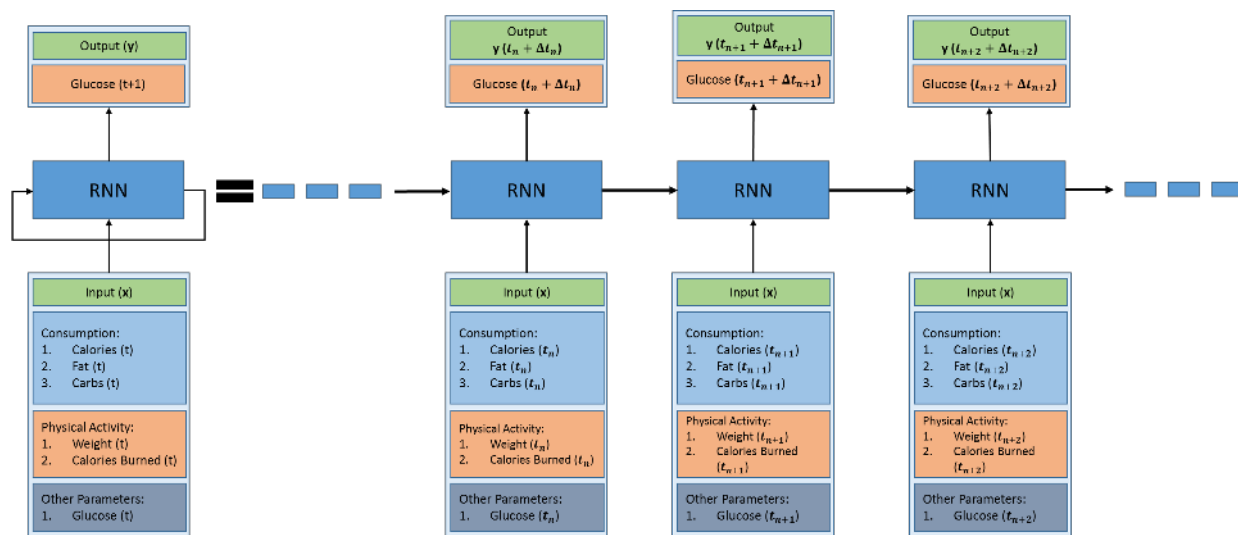 Output (y)
Glucose (t+1)
RNN
Input (x)
Consumption:
1. Calories (t)
2. Fat (t)
3. Carbs (t)
Physical Activity:
1. Weight (t)
2. Calories Burned (t)
Other Parameters:
1. Glucose (t)
Output
y (tₙ + Δtₙ)
Glucose (tₙ + Δtₙ)
RNN
Input (x)
Consumption:
1. Calories (tₙ)
2. Fat (tₙ)
3. Carbs (tₙ)
Physical Activity:
1. Weight (tₙ)
2. Calories Burned (tₙ)
Other Parameters:
1. Glucose (tₙ)
Output
y (tₙ₊₁ + Δtₙ₊₁)
Glucose (tₙ₊₁ + Δtₙ₊₁)
RNN
Input (x)
Consumption:
1. Calories (tₙ₊₁)
2. Fat (tₙ₊₁)
3. Carbs (tₙ₊₁)
Physical Activity:
1. Weight (tₙ₊₁)
2. Calories Burned
(tₙ₊₁)
Other Parameters:
1. Glucose (tₙ₊₁)
Output
y (tₙ₊₂ + Δtₙ₊₂)
Glucose (tₙ₊₂ + Δtₙ₊₂)
RNN
Input (x)
Consumption:
1. Calories (tₙ₊₂)
2. Fat (tₙ₊₂)
3. Carbs (tₙ₊₂)
Physical Activity:
1. Weight (tₙ₊₂)
2. Calories Burned
(tₙ₊₂)
Other Parameters:
1. Glucose (tₙ₊₂)